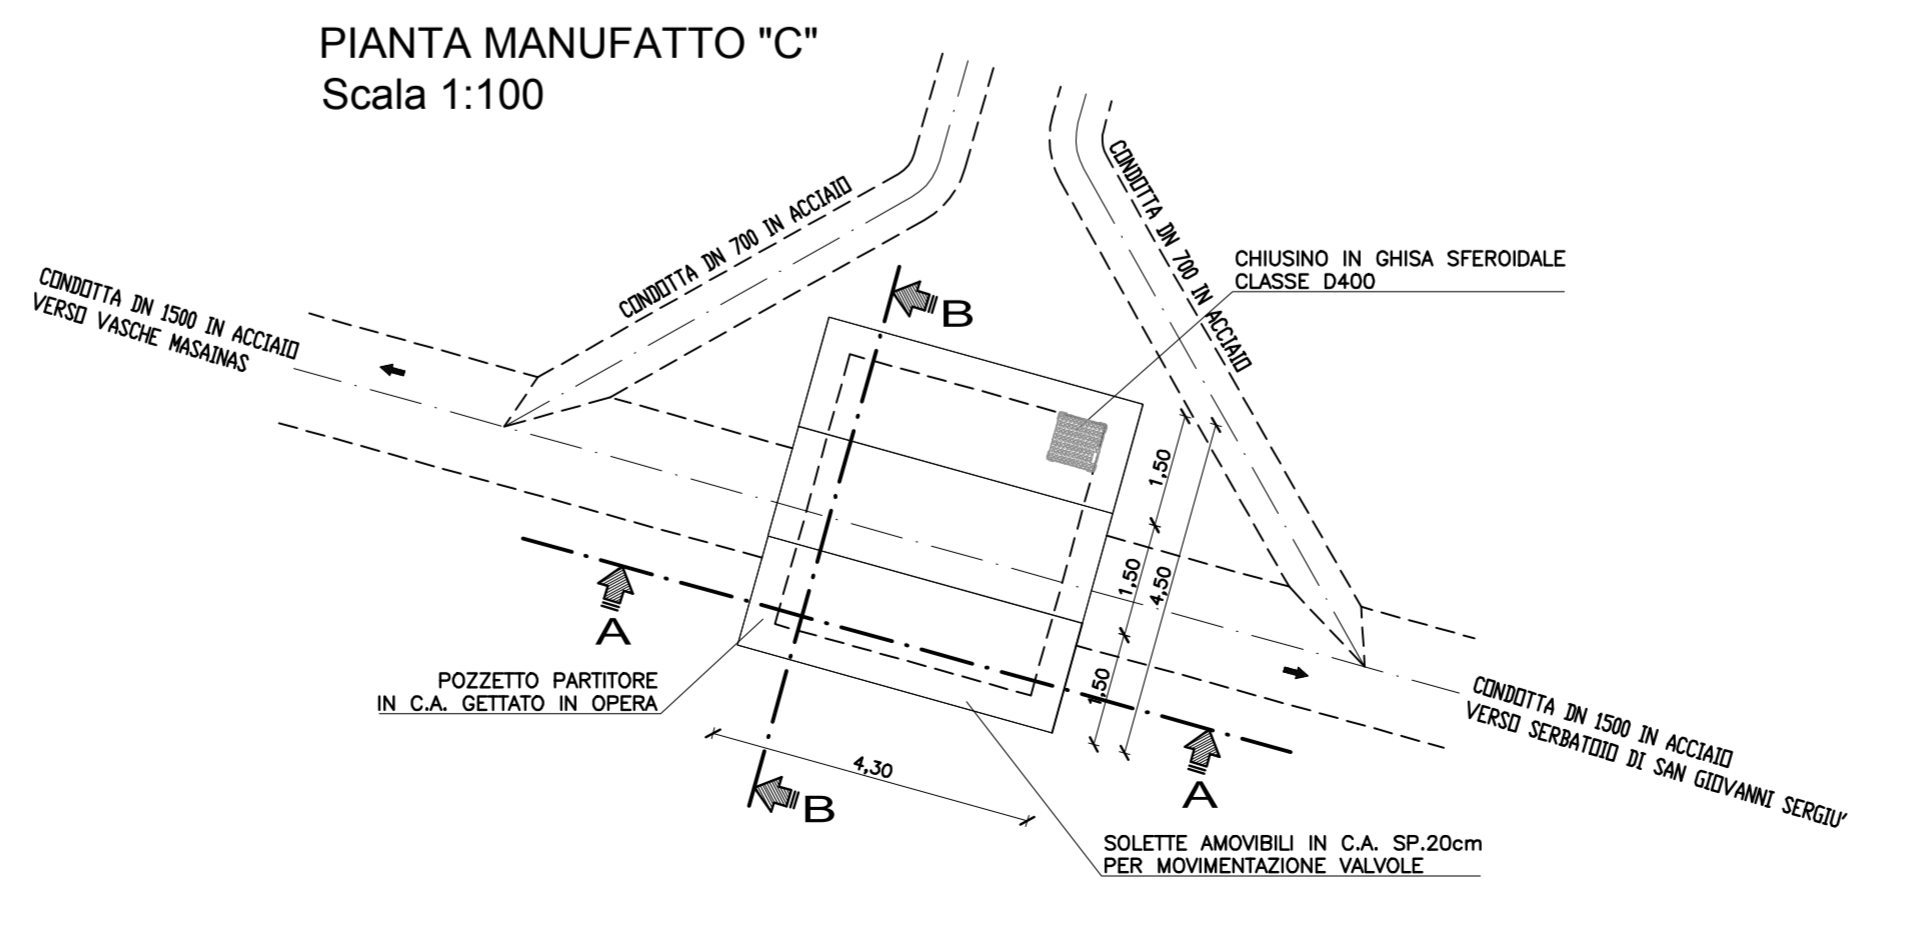 PIANTA MANUFATTO "C"
Scala 1:100
CONDOTTA DN 700 IN ACCIAIO
CONDOTTA DN 700 IN ACCIAIO
CHIUSINO IN GHISA SFEROIDALE
CLASSE D400
CONDOTTA DN 1500 IN ACCIAIO
VERSO VASCHE MASAINAS
B
1,50
1,50
4,50
1,50
A
POZZETTO PARTITORE
IN C.A. GETTATO IN OPERA
4,30
B
A
CONDOTTA DN 1500 IN ACCIAIO
VERSO SERBATOIO DI SAN GIOVANNI SERGIU'
SOLETTE AMOVIBILI IN C.A. SP.20cm
PER MOVIMENTAZIONE VALVOLE